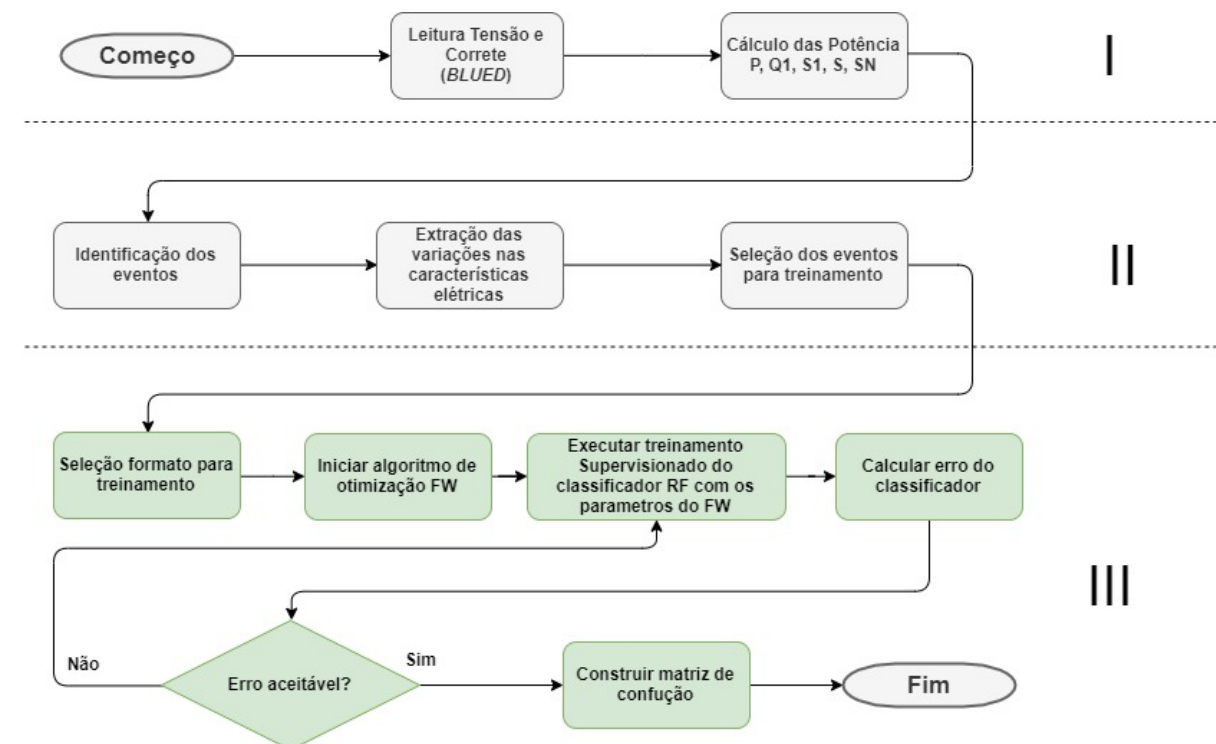 Começo
Leitura Tensão e
Correte
(BLUED)
Cálculo das Potência
P, Q1, S1, S, SN
I
Identificação dos
eventos
Extração das
variações nas
características
elétricas
Seleção dos eventos
para treinamento
II
Seleção formato para
treinamento
Iniciar algoritmo de
otimização FW
Executar treinamento
Supervisionado do
classificador RF com os
parametros do FW
Calcular erro do
classificador
III
Não
Erro aceitável?
Sim
Construir matriz de
confução
Fim